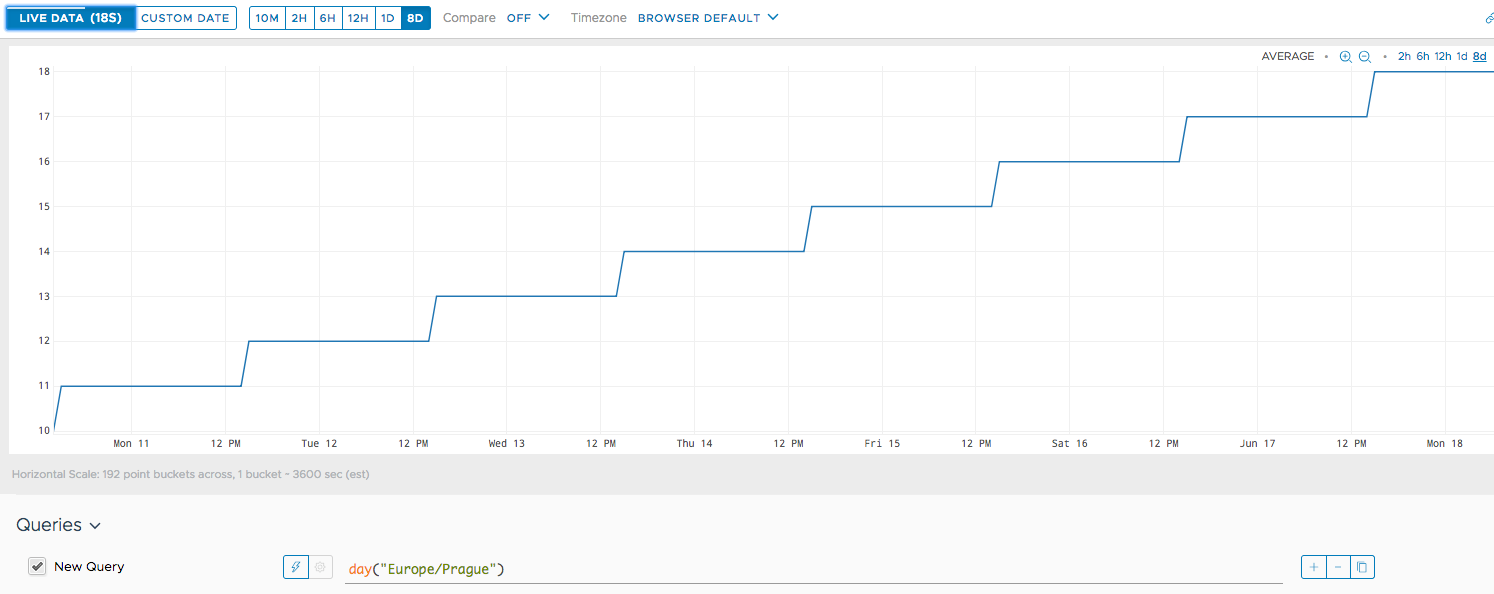 LIVE DATA (18S) CUSTOM DATE 10M 2H 6H 12H 1D 8D Compare OFF Timezone BROWSER DEFAULT
AVERAGE • • 2h 6h 12h 1d 8d
18
17
16
15
14
13
12
11
10
Mon 11 12 PM Tue 12 12 PM Wed 13 12 PM Thu 14 12 PM Fri 15 12 PM Sat 16 12 PM Jun 17 12 PM Mon 18
Horizontal Scale: 192 point buckets across, 1 bucket ~ 3600 sec (est)
Queries
New Query day("Europe/Prague") + -